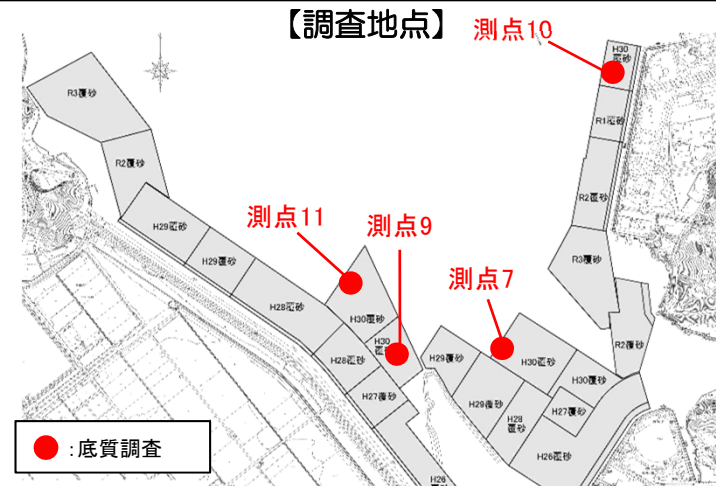 【調査地点】
測点10
H30
覆砂
R3覆砂
R1覆砂
R2覆砂
R2覆砂
測点11
測点9
H29覆砂
H29覆砂
R3覆砂
測点7
H28覆砂
H30覆砂
H30
覆砂
R2覆砂
H28覆砂
H29覆砂
H30覆砂
H30覆砂
H27覆砂
H29覆砂
H28
覆砂
H27覆砂
H26覆砂
:底質調査
H26